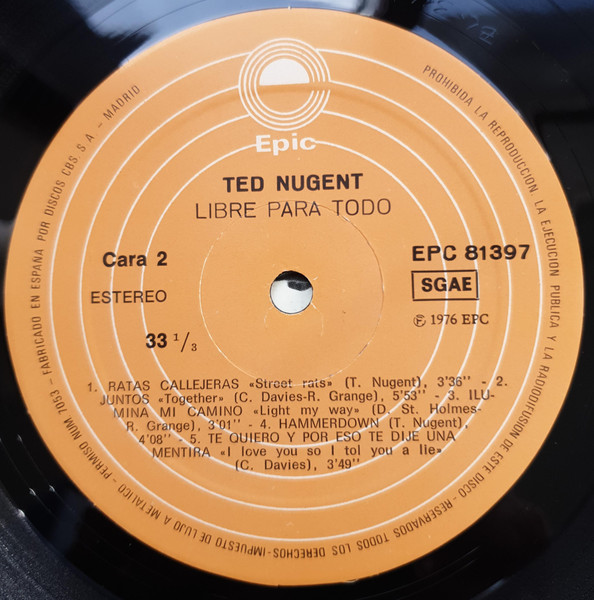 Epic
TED NUGENT
LIBRE PARA TODO
Cara 2
EPC 81397
ESTEREO
SGAE
℗ 1976 EPC
33 1/3
1. RATAS CALLEJERAS «Street rats» (T. Nugent), 3'36" - 2.
JUNTOS «Together» (C. Davies-R. Grange), 5'53" - 3. ILU-
MINA MI CAMINO «Light my way» (D. St. Holmes-
R. Grange), 3'01" - 4. HAMMERDOWN (T. Nugent),
4'08" - 5. TE QUIERO Y POR ESO TE DIJE UNA
MENTIRA «I love you so I tol you a lie»
(C. Davies), 3'49"
PROHIBIDA LA REPRODUCCION, LA EJECUCION PUBLICA Y LA RADIODIFUSION DE ESTE DISCO - RESERVADOS TODOS LOS DERECHOS - IMPUESTO DE LUJO A METALICO - PERMISO NUM 7053 - FABRICADO EN ESPAÑA POR DISCOS CBS. S A - MADRID